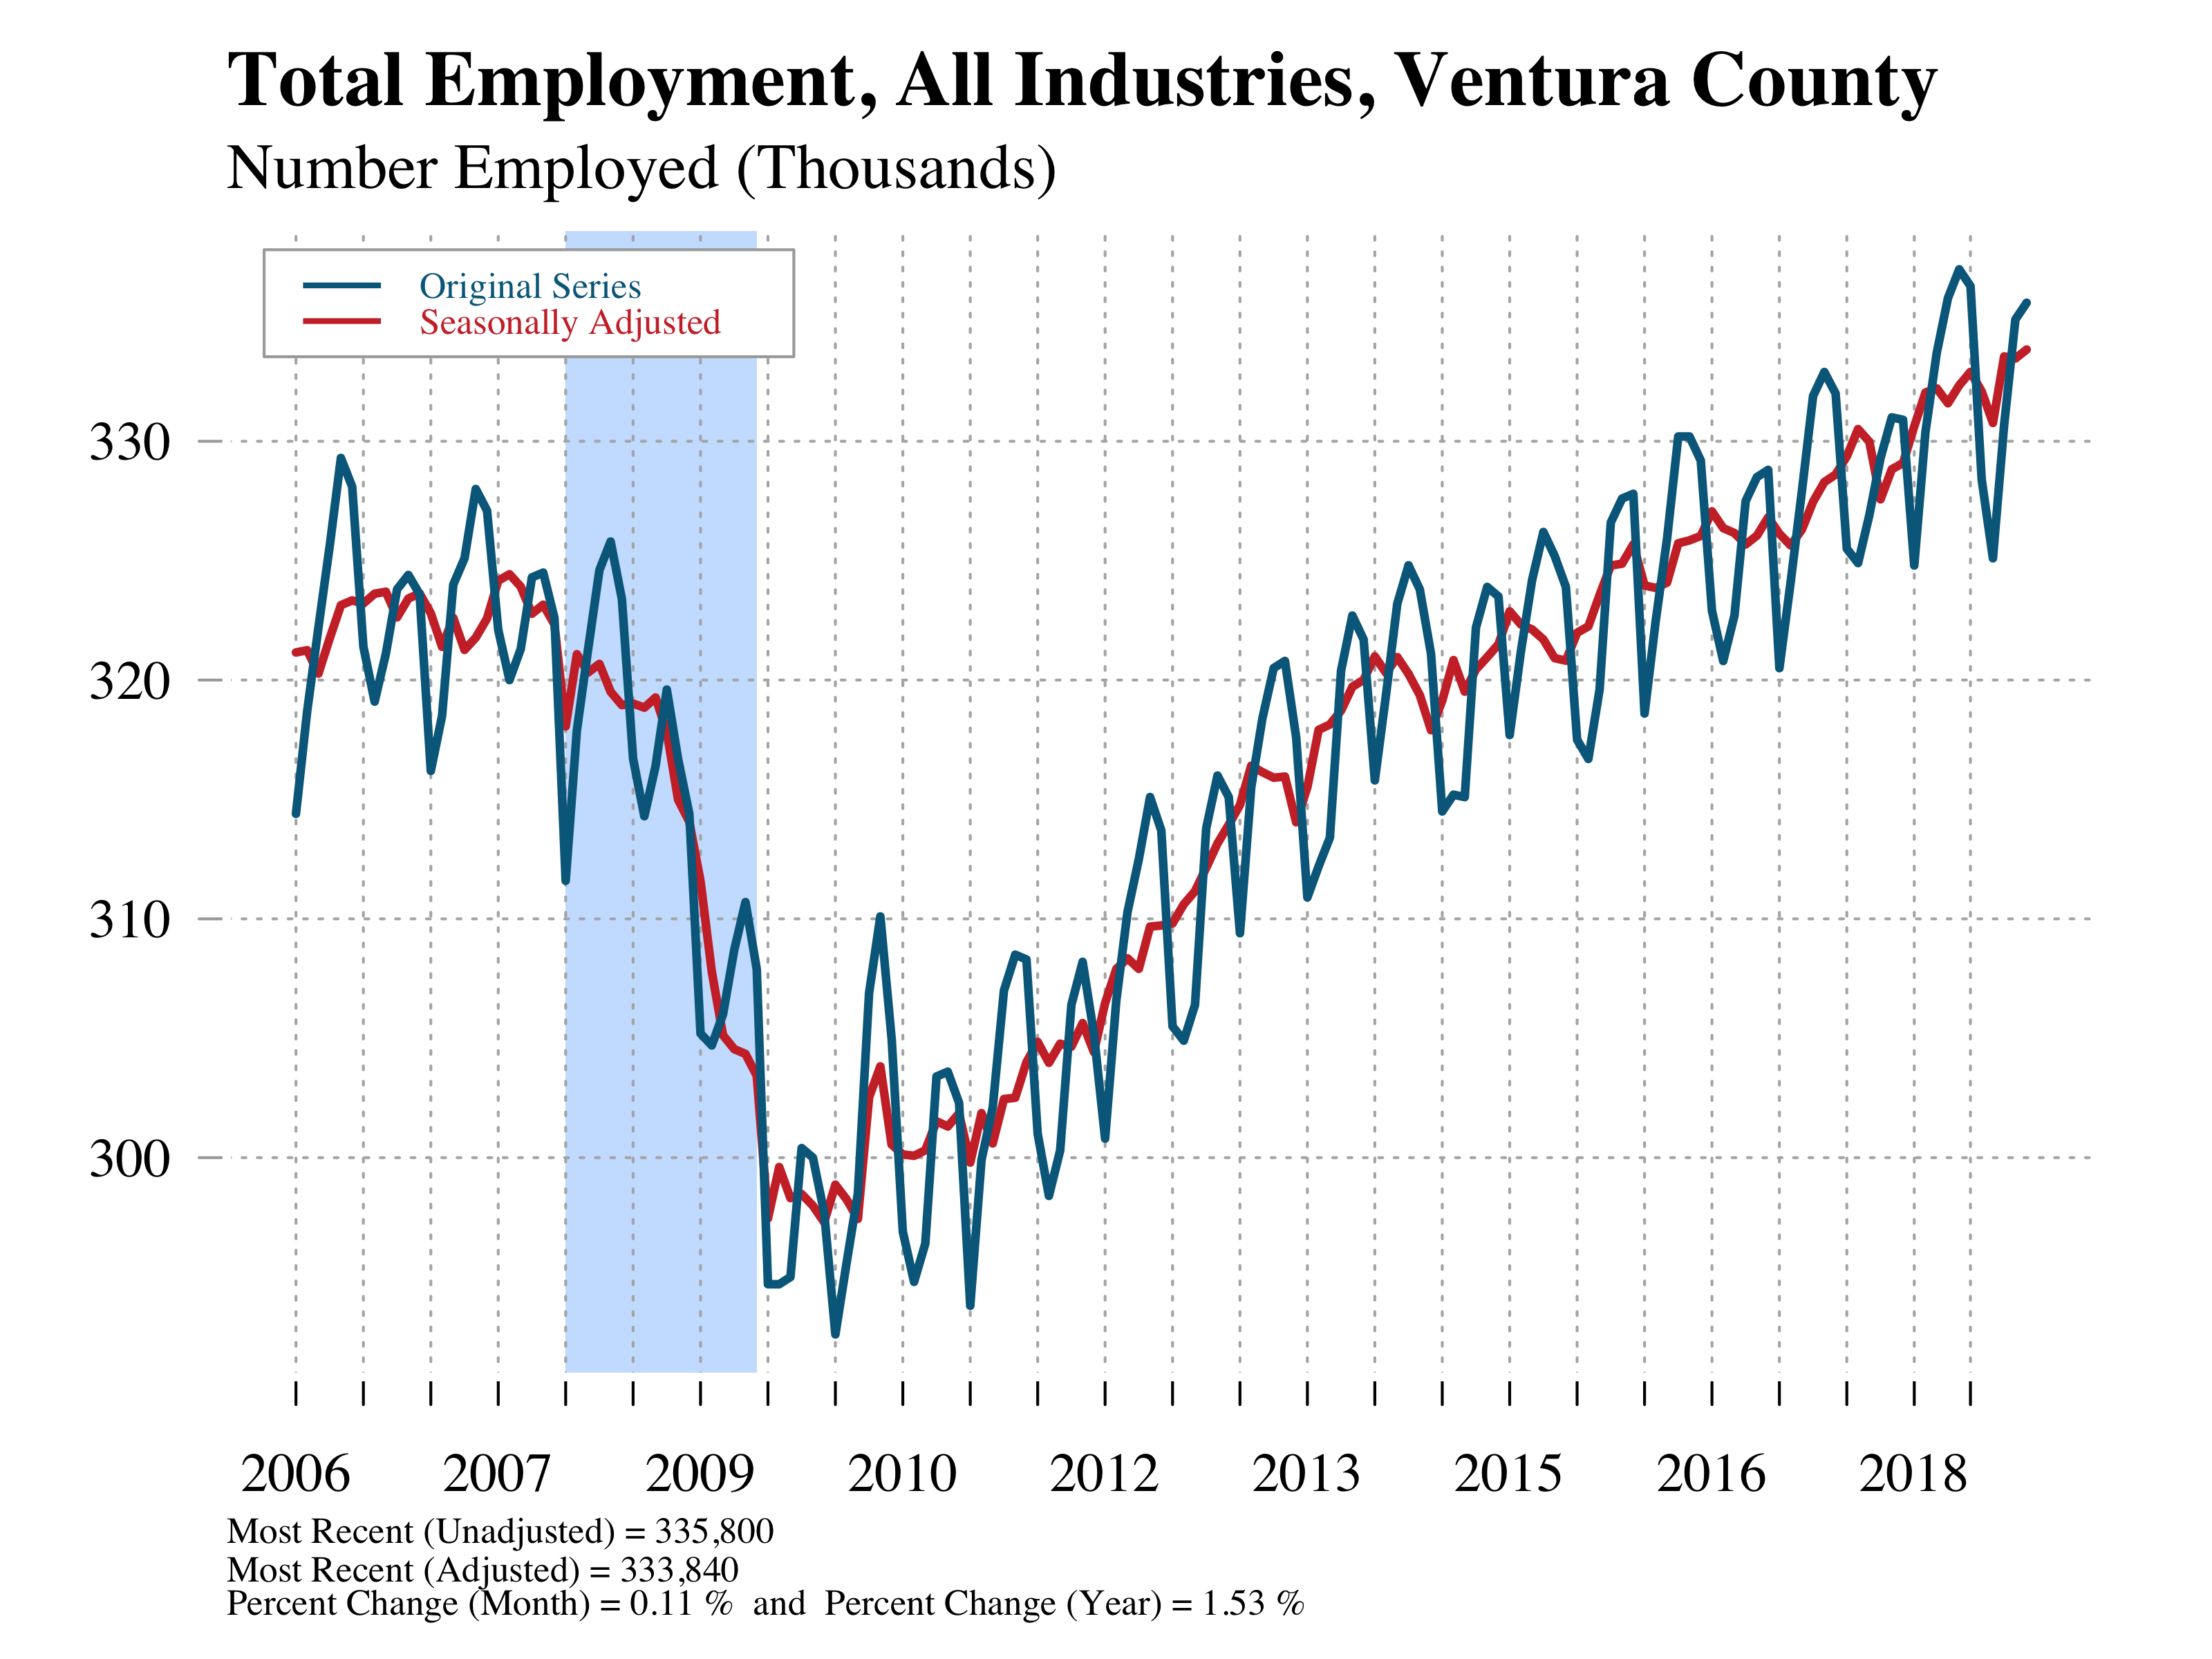 Total Employment, All Industries, Ventura County
Number Employed (Thousands)
Original Series
Seasonally Adjusted
330
320
310
300
2006 2007 2009 2010 2012 2013 2015 2016 2018
Most Recent (Unadjusted) = 335,800
Most Recent (Adjusted) = 333,840
Percent Change (Month) = 0.11 % and Percent Change (Year) = 1.53 %